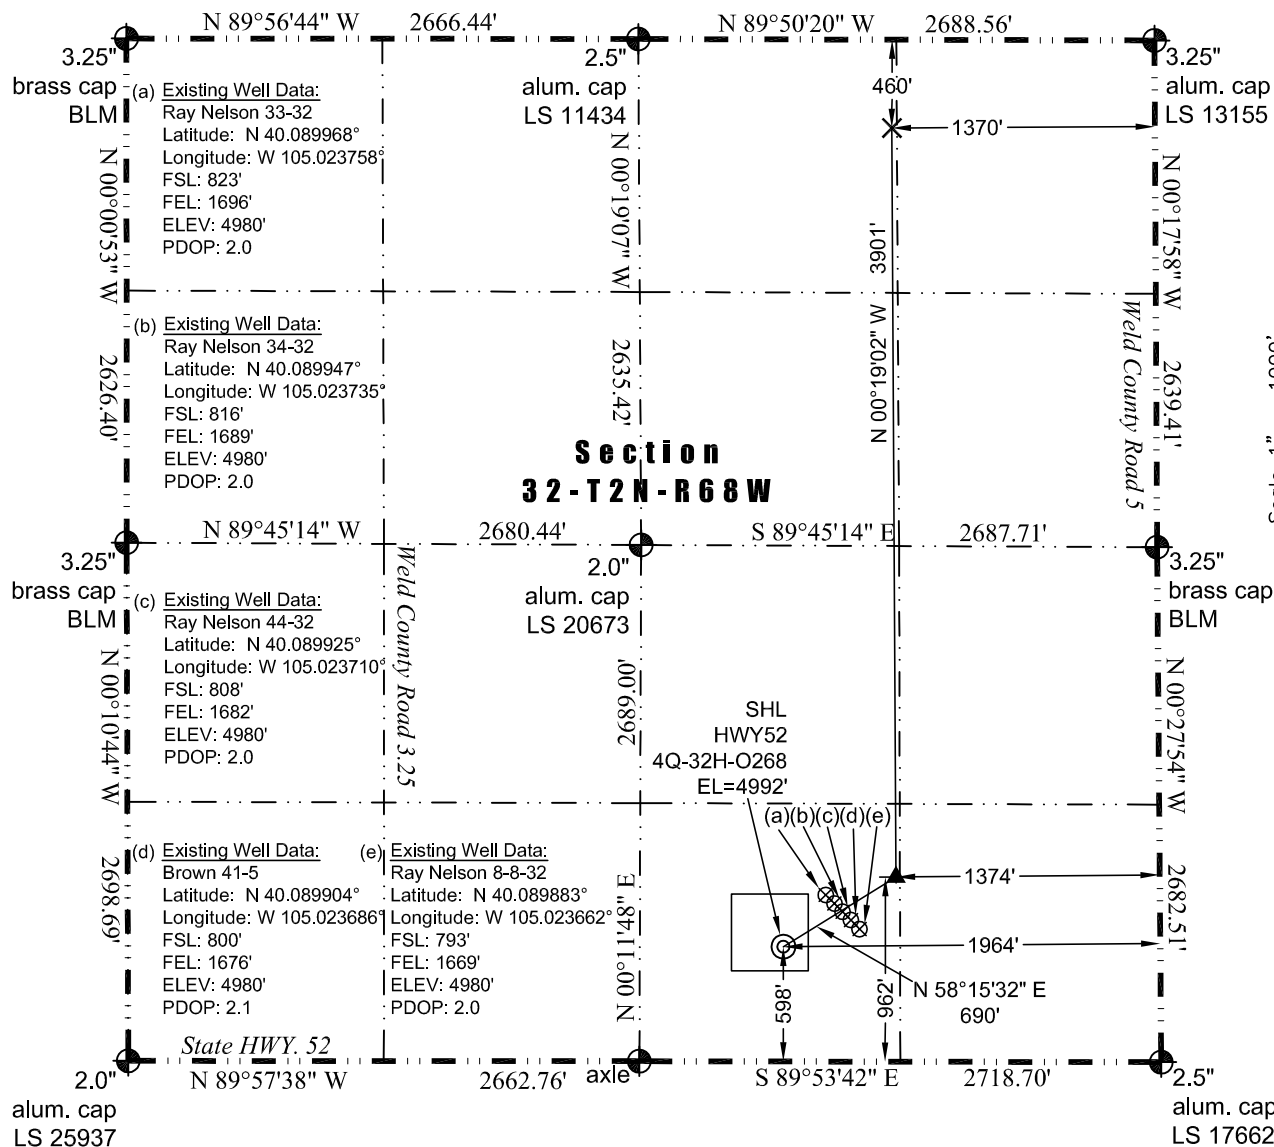 N 89°56'44" W 2666.44' N 89°50'20" W 2688.56'
3.25"
brass cap
BLM
2.5"
alum. cap
LS 11434
3.25"
alum. cap
LS 13155
460'
1370'
(a) Existing Well Data:
Ray Nelson 33-32
Latitude: N 40.089968°
Longitude: W 105.023758°
FSL: 823'
FEL: 1696'
ELEV: 4980'
PDOP: 2.0
N 00°00'53" W 2626.40'
N 00°19'07" W 2635.42'
N 00°19'02" W 3901'
N 00°17'58" W 2639.41'
Weld County Road 5
(b) Existing Well Data:
Ray Nelson 34-32
Latitude: N 40.089947°
Longitude: W 105.023735°
FSL: 816'
FEL: 1689'
ELEV: 4980'
PDOP: 2.0
Section
32-T2N-R68W
N 89°45'14" W 2680.44' S 89°45'14" E 2687.71'
3.25"
brass cap
BLM
2.0"
alum. cap
LS 20673
3.25"
brass cap
BLM
(c) Existing Well Data:
Ray Nelson 44-32
Latitude: N 40.089925°
Longitude: W 105.023710°
FSL: 808'
FEL: 1682'
ELEV: 4980'
PDOP: 2.0
Weld County Road 3.25
N 00°10'44" W 2698.69'
N 00°11'48" E 2689.00'
N 00°27'54" W 2682.51'
SHL
HWY52
4Q-32H-O268
EL=4992'
(a)(b)(c)(d)(e)
1374'
1964'
N 58°15'32" E
690'
598'
962'
(d) Existing Well Data:
Brown 41-5
Latitude: N 40.089904°
Longitude: W 105.023686°
FSL: 800'
FEL: 1676'
ELEV: 4980'
PDOP: 2.1
(e) Existing Well Data:
Ray Nelson 8-8-32
Latitude: N 40.089883°
Longitude: W 105.023662°
FSL: 793'
FEL: 1669'
ELEV: 4980'
PDOP: 2.0
State HWY. 52
N 89°57'38" W 2662.76' axle S 89°53'42" E 2718.70'
2.0"
alum. cap
LS 25937
2.5"
alum. cap
LS 17662